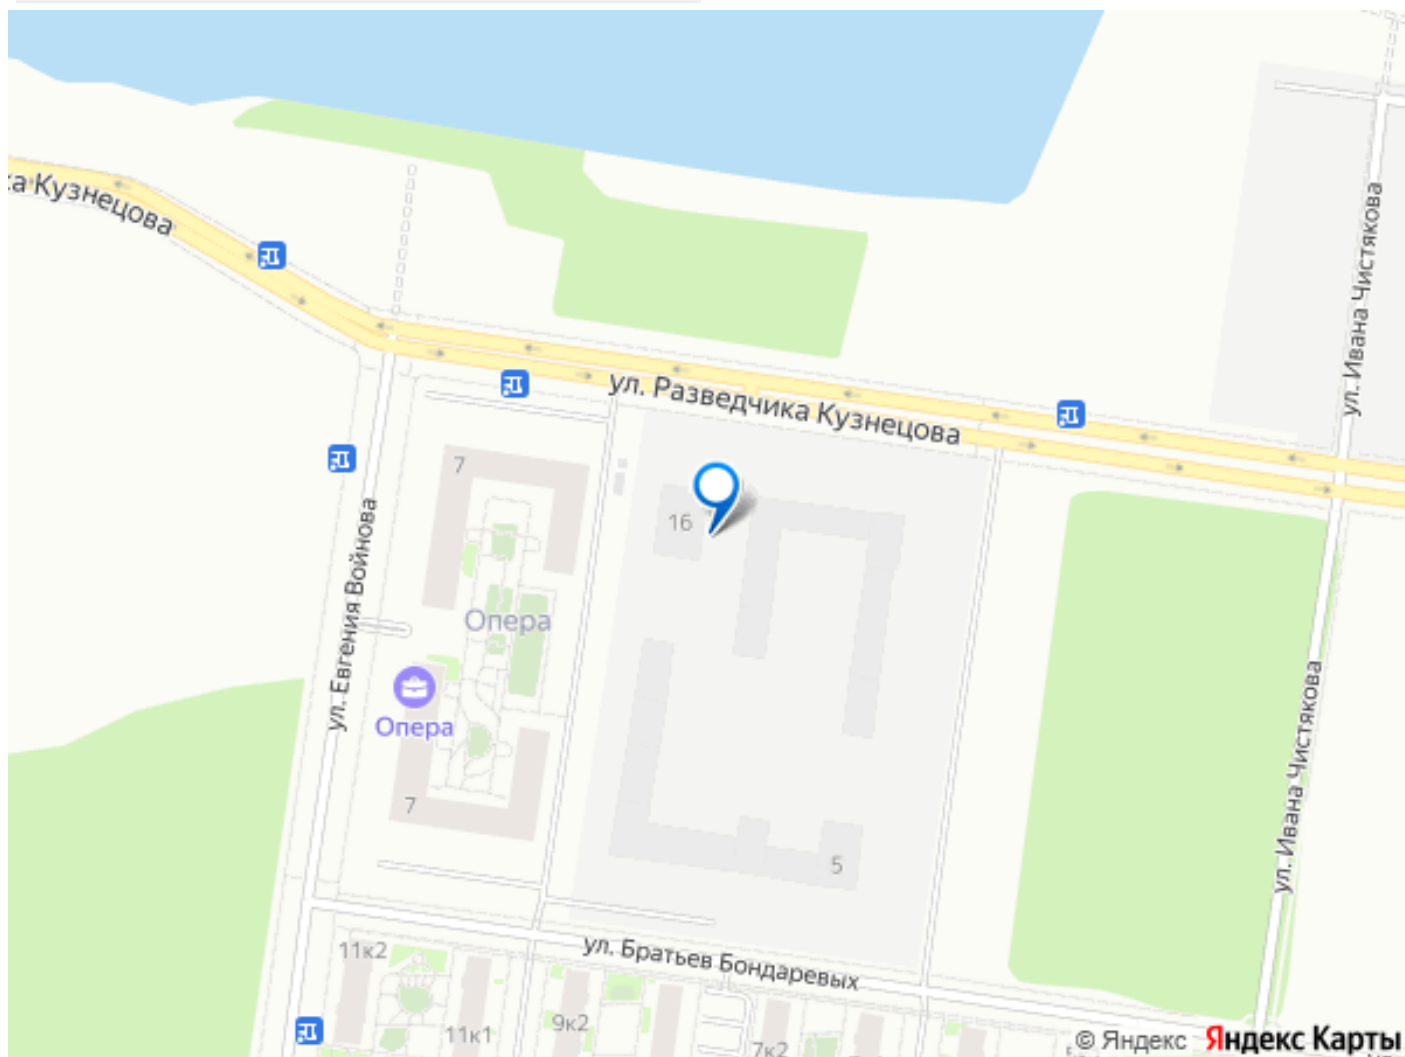 ка Кузнецова
ул. Ивана Чистякова
ул. Разведчика Кузнецова
7
16
ул. Евгения Войнова
Опера
Опера
ул. Ивана Чистякова
7
5
ул. Братьев Бондаревых
11к2
11к1
9к2
7к2
© Яндекс Яндекс Карты